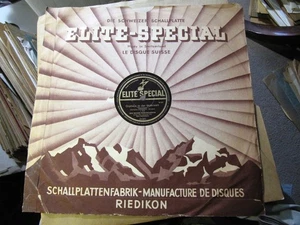 DIE SCHWEIZER SCHALLPLATTE
ELITE-SPECIAL
LE DISQUE SUISSE
ELITE SPECIAL
SCHALLPLATTENFABRIK-MANUFACTURE DE DISQUES
RIEDIKON